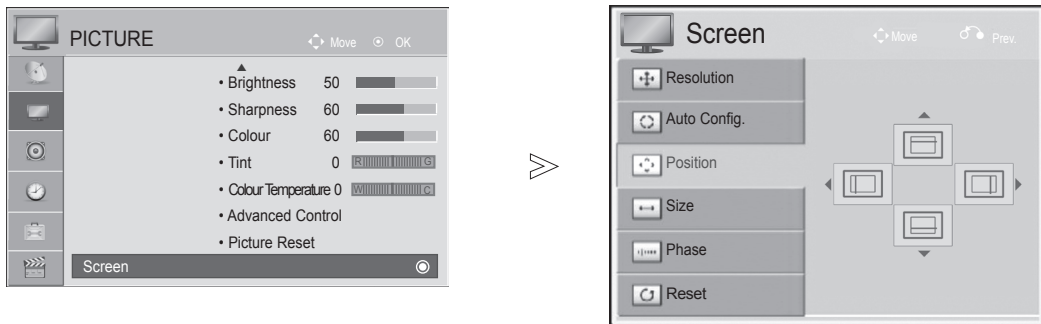 PICTURE
Move OK
• Brightness 50
• Sharpness 60
• Colour 60
• Tint 0 R G
• Colour Temperature 0 W C
• Advanced Control
• Picture Reset
Screen
Screen
Move Prev.
Resolution
Auto Config.
Position
Size
Phase
Reset